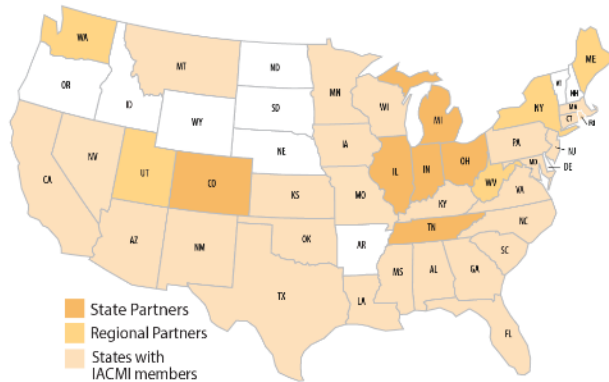 WA
ME
MT
ND
MN
OR
VT
NH
ID
SD
WI
NY
MA
MI
WY
CT
RI
IA
PA
NE
NJ
NV
IL
IN
OH
MD
DE
UT
CO
WV
CA
KS
MO
KY
VA
NC
TN
AZ
NM
OK
AR
SC
MS
AL
GA
TX
LA
FL
State Partners
Regional Partners
States with
IACMI members